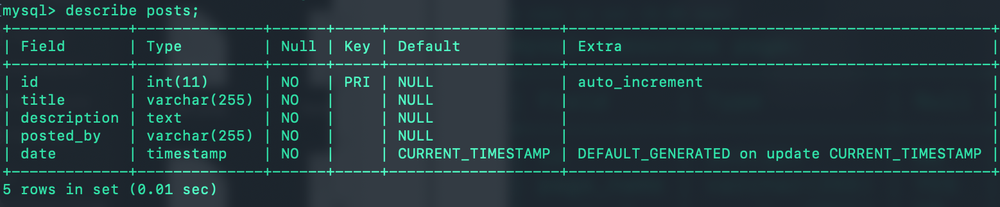 [mysql> describe posts;
+-------------+--------------+------+-----+-------------------+-----------------------------------------------+
| Field       | Type         | Null | Key | Default           | Extra                                         |
+-------------+--------------+------+-----+-------------------+-----------------------------------------------+
| id          | int(11)      | NO   | PRI | NULL              | auto_increment                                |
| title       | varchar(255) | NO   |     | NULL              |                                               |
| description | text         | NO   |     | NULL              |                                               |
| posted_by   | varchar(255) | NO   |     | NULL              |                                               |
| date        | timestamp    | NO   |     | CURRENT_TIMESTAMP | DEFAULT_GENERATED on update CURRENT_TIMESTAMP |
+-------------+--------------+------+-----+-------------------+-----------------------------------------------+
5 rows in set (0.01 sec)